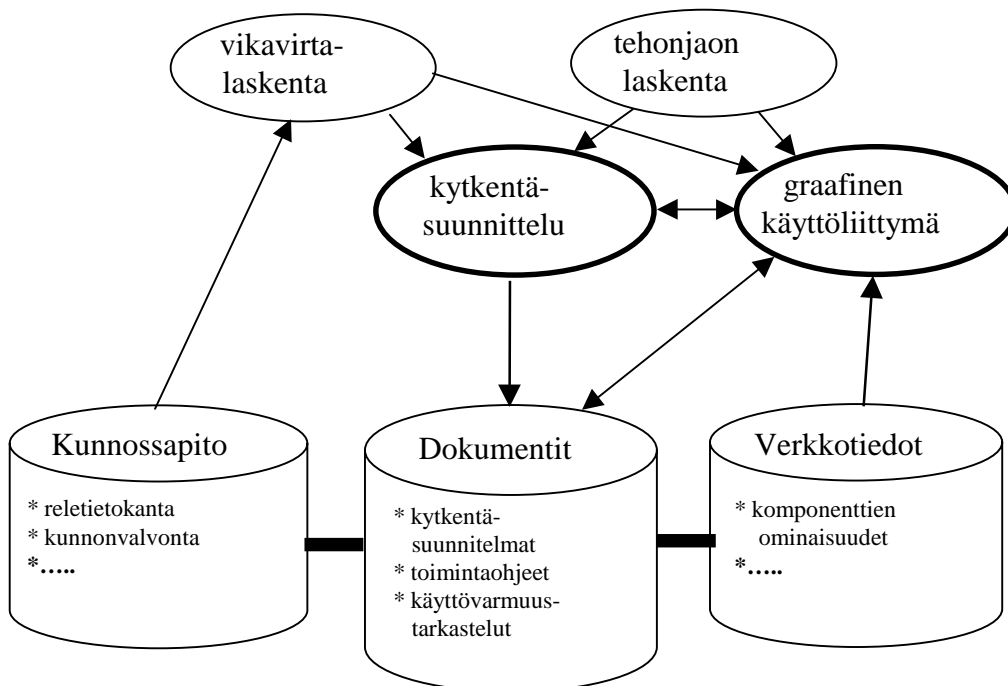 vikavirta-
laskenta
tehonjaon
laskenta
kytkentä-
suunnittelu
graafinen
käyttöliittymä
Kunnossapito
* reletietokanta
* kunnonvalvonta
*…..
Dokumentit
* kytkentä-
suunnitelmat
* toimintaohjeet
* käyttövarmuus-
tarkastelut
Verkkotiedot
* komponenttien
ominaisuudet
*…..